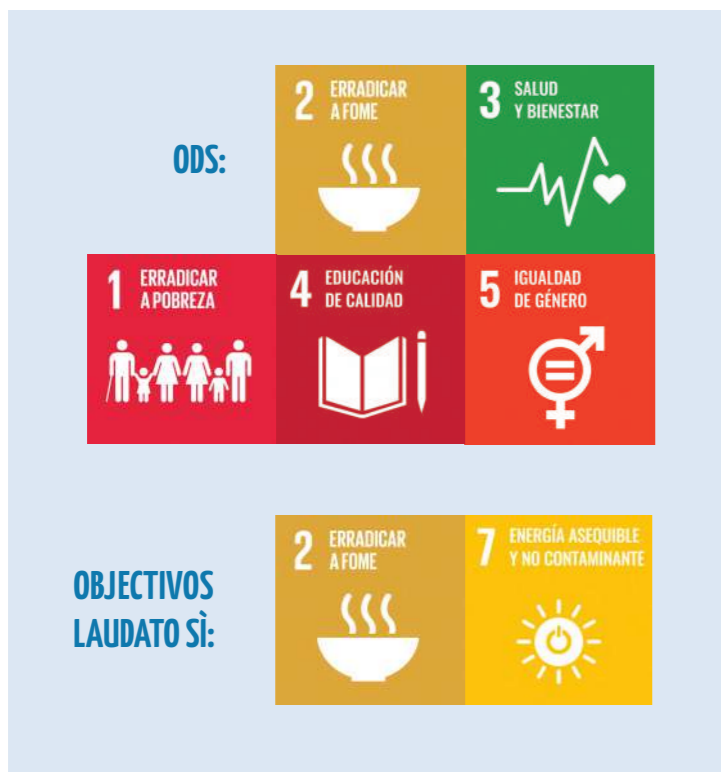 ODS:
2 ERRADICAR
A FOME
3 SALUD
Y BIENESTAR
1 ERRADICAR
A POBREZA
4 EDUCACIÓN
DE CALIDAD
5 IGUALDAD
DE GÉNERO
OBJECTIVOS
LAUDATO SÌ:
2 ERRADICAR
A FOME
7 ENERGÍA ASEQUIBLE
Y NO CONTAMINANTE